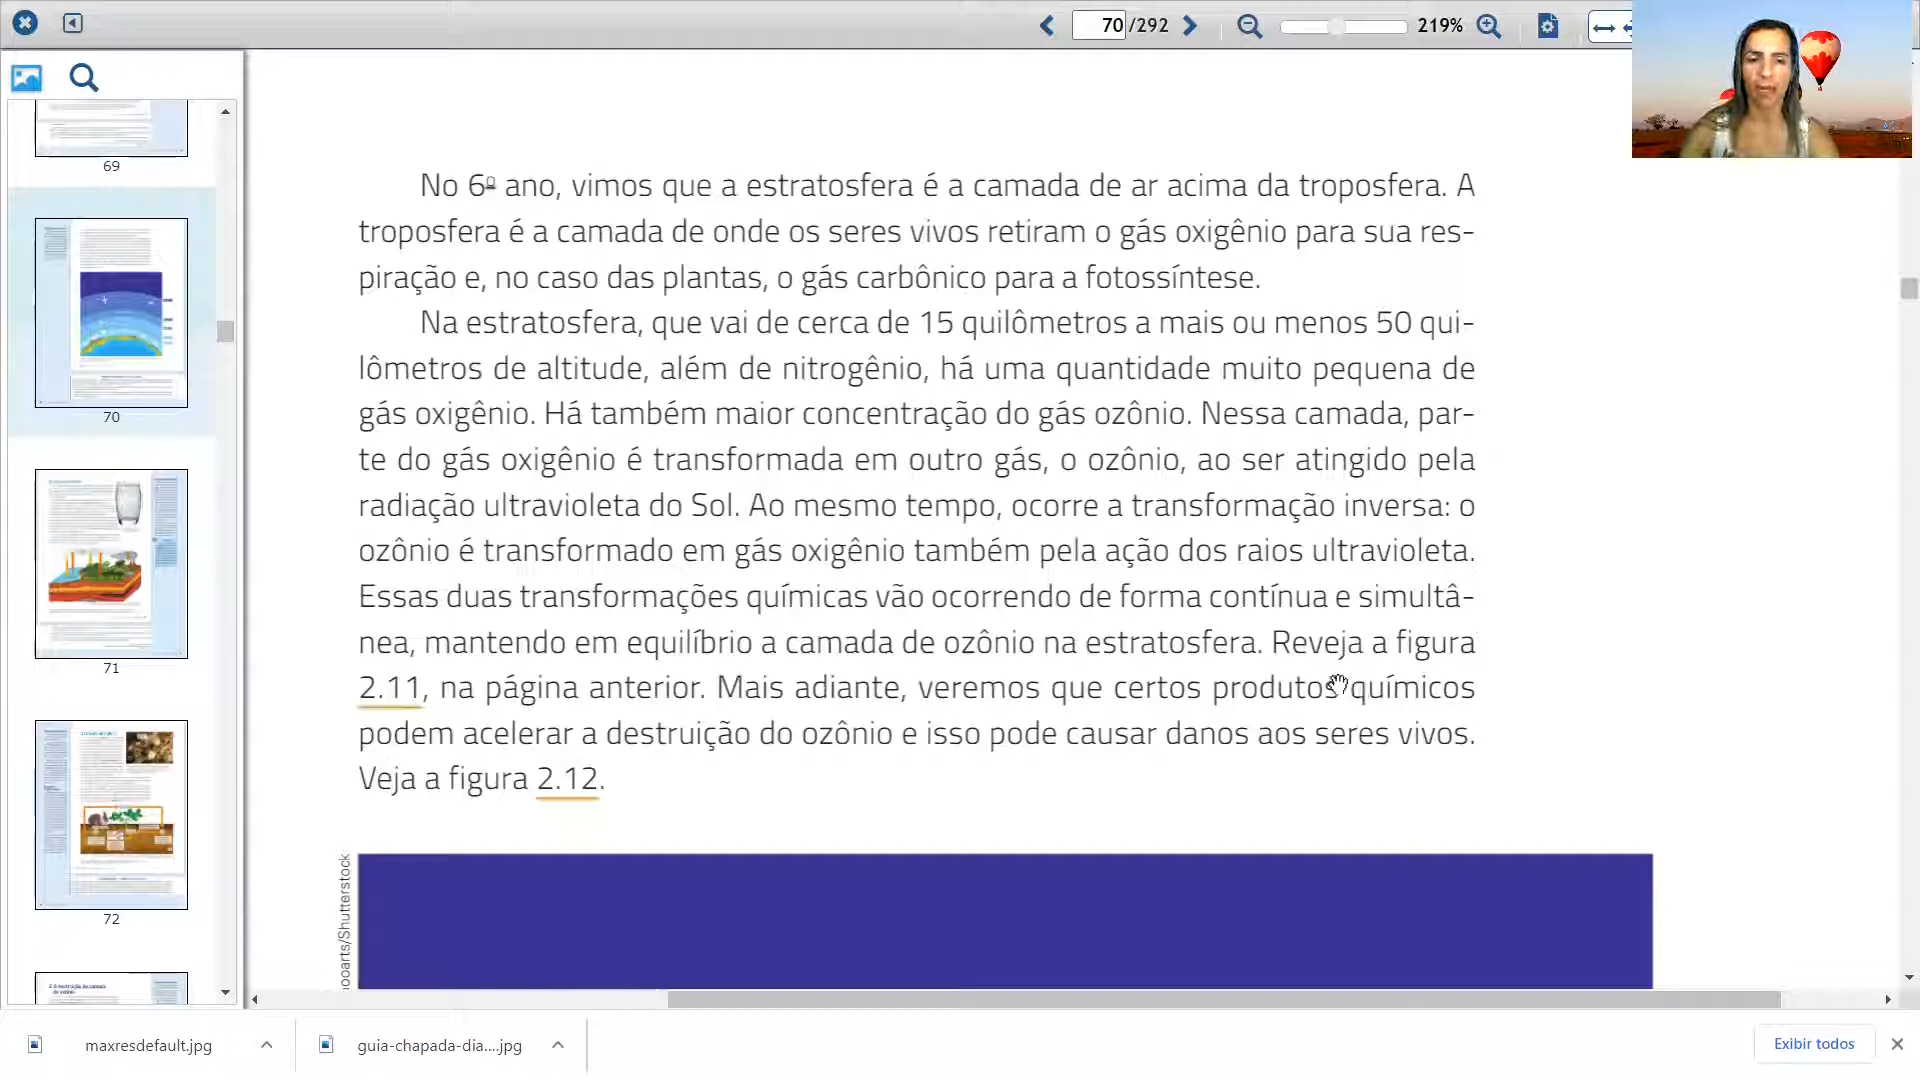 70 /292
219%
69
70
71
72
No 6º ano, vimos que a estratosfera é a camada de ar acima da troposfera. A
troposfera é a camada de onde os seres vivos retiram o gás oxigênio para sua res-
piração e, no caso das plantas, o gás carbônico para a fotossíntese.
Na estratosfera, que vai de cerca de 15 quilômetros a mais ou menos 50 qui-
lômetros de altitude, além de nitrogênio, há uma quantidade muito pequena de
gás oxigênio. Há também maior concentração do gás ozônio. Nessa camada, par-
te do gás oxigênio é transformada em outro gás, o ozônio, ao ser atingido pela
radiação ultravioleta do Sol. Ao mesmo tempo, ocorre a transformação inversa: o
ozônio é transformado em gás oxigênio também pela ação dos raios ultravioleta.
Essas duas transformações químicas vão ocorrendo de forma contínua e simultâ-
nea, mantendo em equilíbrio a camada de ozônio na estratosfera. Reveja a figura
2.11, na página anterior. Mais adiante, veremos que certos produtos químicos
podem acelerar a destruição do ozônio e isso pode causar danos aos seres vivos.
Veja a figura 2.12.
ooarts/Shutterstock
maxresdefault.jpg
guia-chapada-dia....jpg
Exibir todos